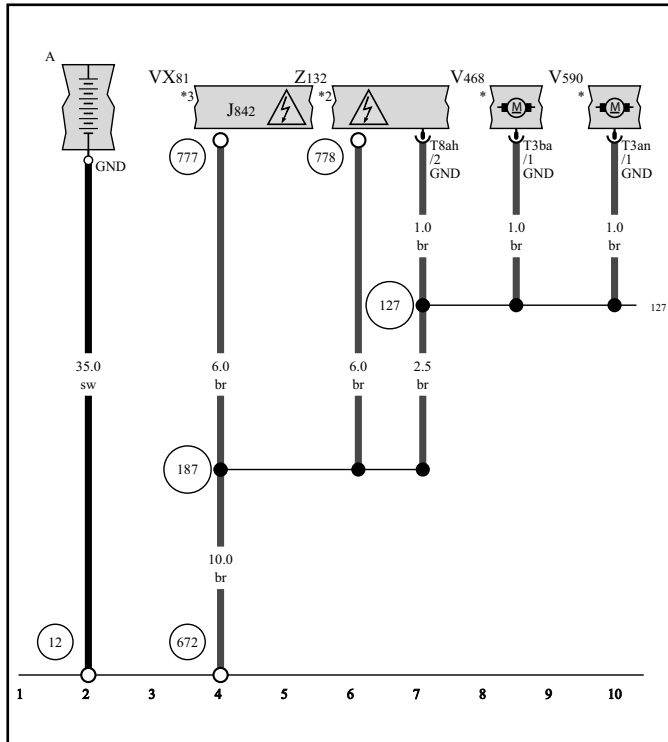 A
VX81
Z132
V468
V590
*3
*2
*
*
J842
M
M
777
778
GND
T8ah
/2
GND
T3ba
/1
GND
T3an
/1
GND
1.0
br
1.0
br
1.0
br
127
127
35.0
sw
6.0
br
6.0
br
2.5
br
187
10.0
br
12
672
1 2 3 4 5 6 7 8 9 10